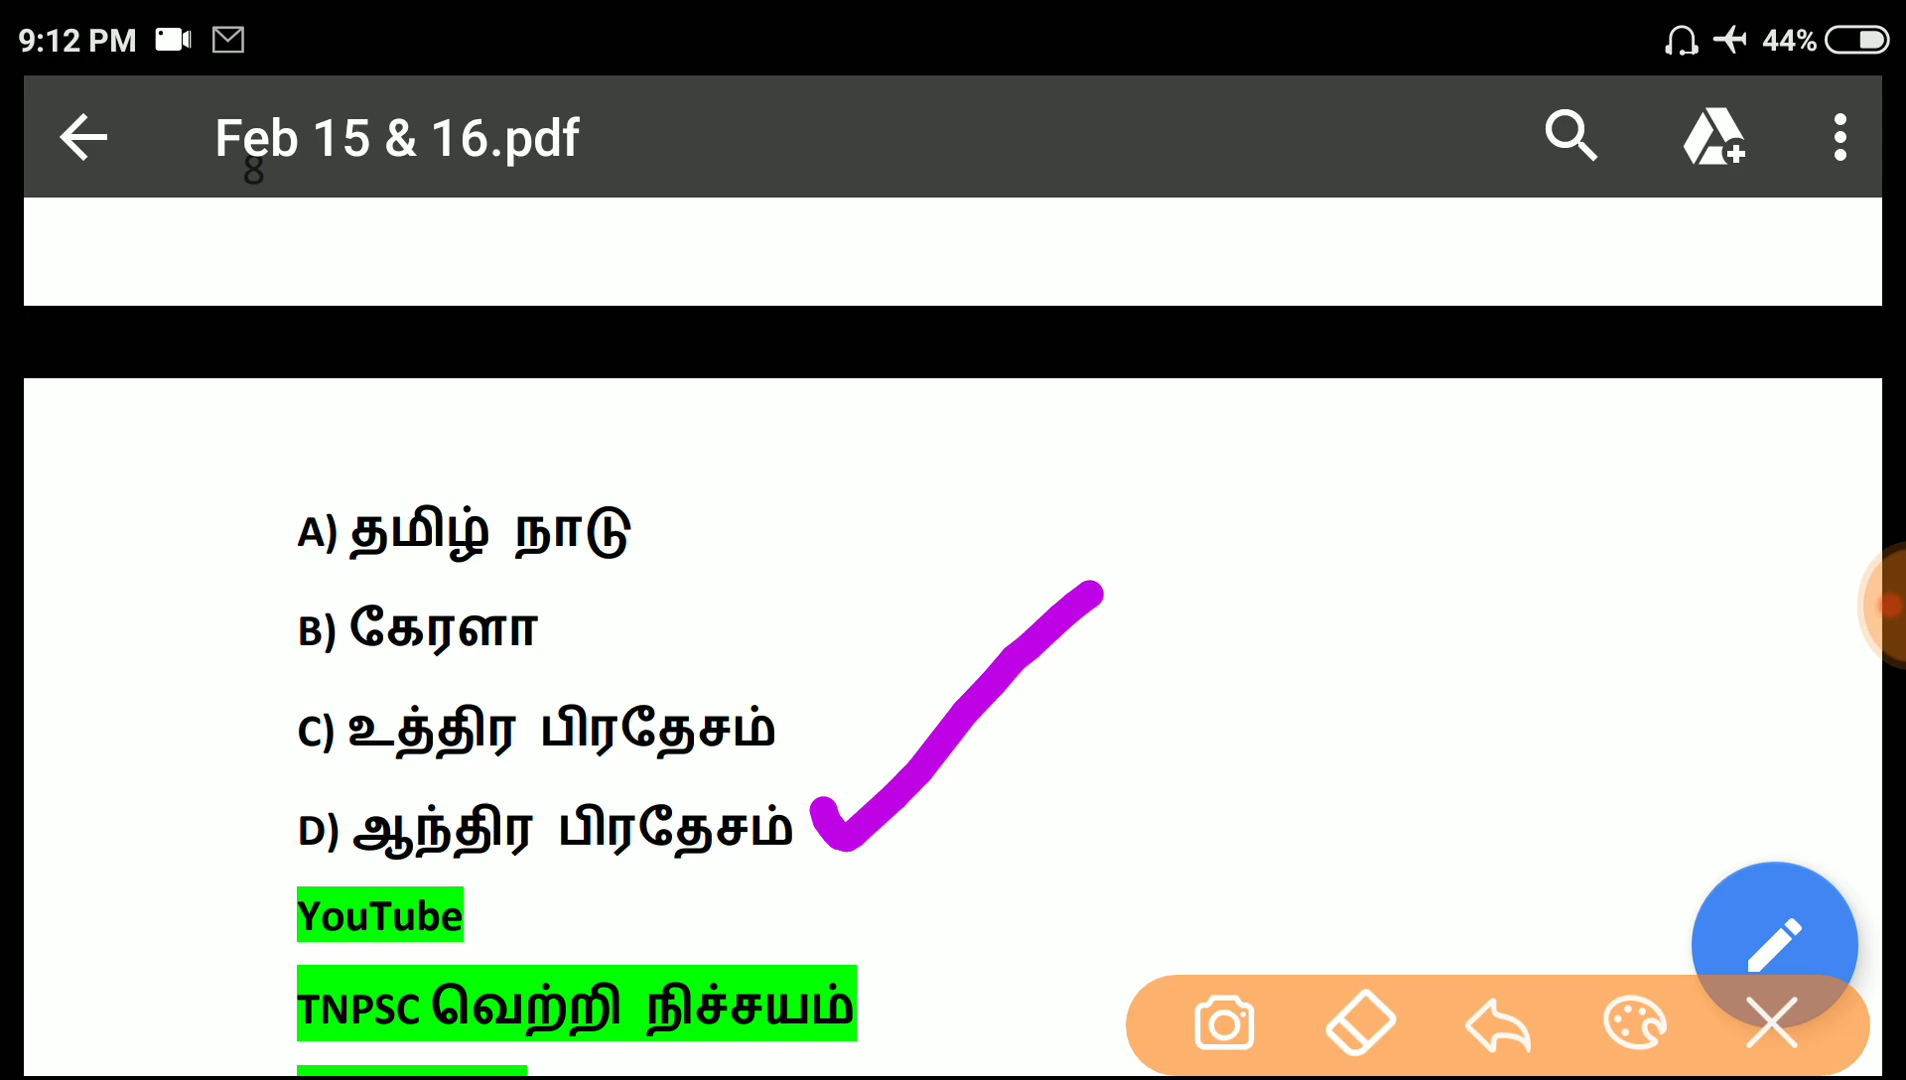 9:12 PM
44%
Feb 15 & 16.pdf
8
A) தமிழ் நாடு
B) கேரளா
C) உத்திர பிரதேசம்
D) ஆந்திர பிரதேசம்
YouTube
TNPSC வெற்றி நிச்சயம்